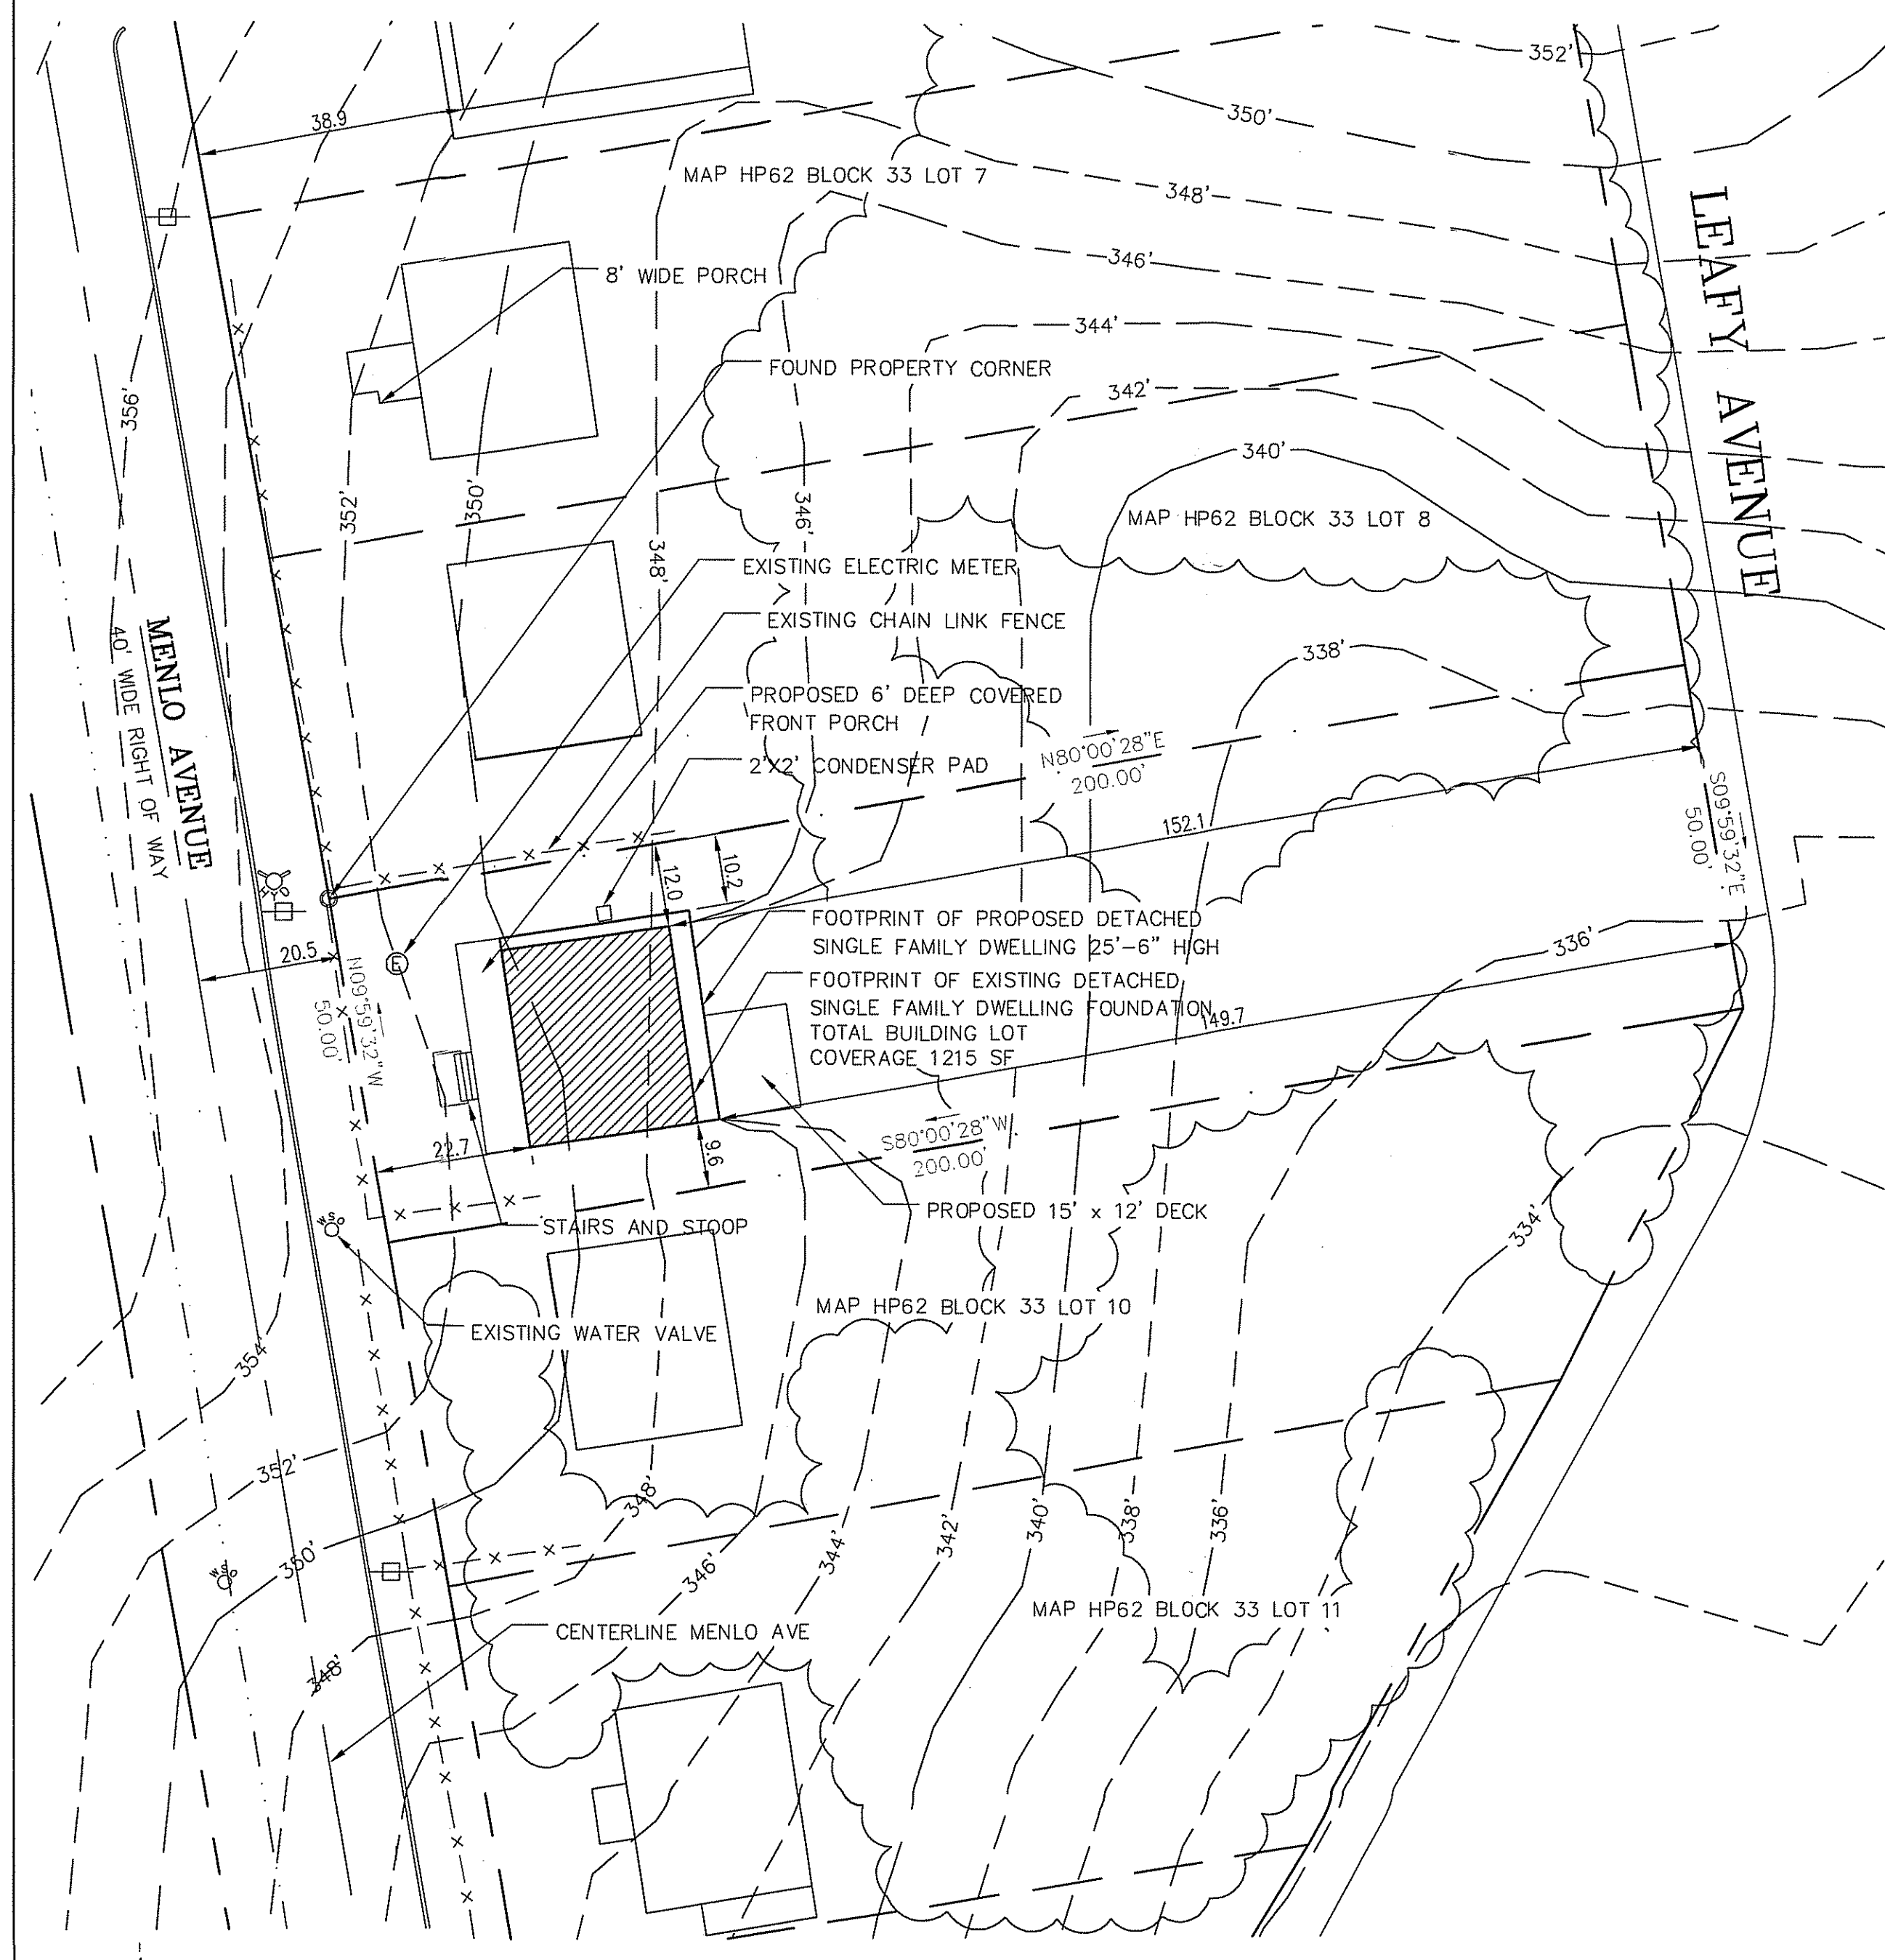 352'
38.9
350'
MAP HP62 BLOCK 33 LOT 7
348'
LEAFY AVENUE
346'
8' WIDE PORCH
344'
FOUND PROPERTY CORNER
342'
356'
340'
352'
350'
346'
348'
MAP HP62 BLOCK 33 LOT 8
EXISTING ELECTRIC METER
EXISTING CHAIN LINK FENCE
338'
MENLO AVENUE
40' WIDE RIGHT OF WAY
PROPOSED 6' DEEP COVERED
FRONT PORCH
2'X2' CONDENSER PAD
N80°00'28"E
200.00'
S09°59'32"E
50.00'
152.1
10.2
12.0
HYD
FOOTPRINT OF PROPOSED DETACHED
SINGLE FAMILY DWELLING 25'-6" HIGH
336'
20.5
E
N09°59'32"W
50.00'
FOOTPRINT OF EXISTING DETACHED
SINGLE FAMILY DWELLING FOUNDATION
149.7
TOTAL BUILDING LOT
COVERAGE 1215 SF
22.7
9.6
S80°00'28"W
200.00'
PROPOSED 15' x 12' DECK
WSO
STAIRS AND STOOP
334'
MAP HP62 BLOCK 33 LOT 10
EXISTING WATER VALVE
354'
352'
348'
350'
346'
344'
342'
340'
338'
336'
WSO
MAP HP62 BLOCK 33 LOT 11
CENTERLINE MENLO AVE
348'